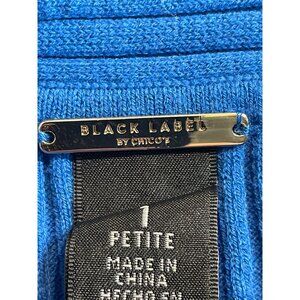 BLACK LABEL
BY CHICO'S
1
PETITE
MADE IN
CHINA
HECHO EN